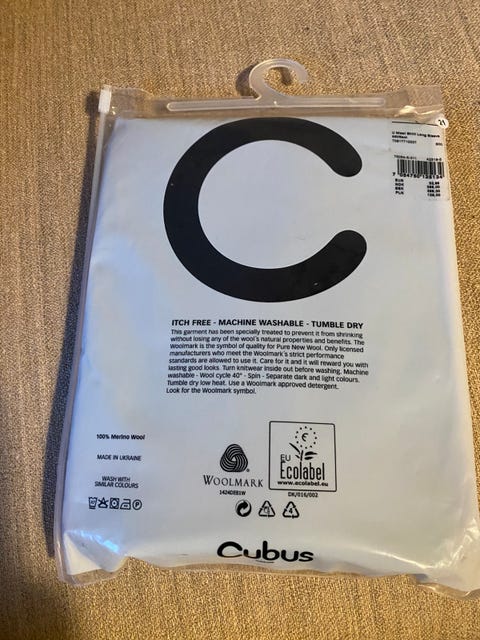 21
U Wool Shirt Long Sleeve
ITCH FREE - MACHINE WASHABLE - TUMBLE DRY
This garment has been specially treated to prevent it from shrinking
without losing any of the wool's natural properties and benefits. The
Woolmark is the symbol of quality for Pure New Wool. Only licensed
manufacturers who meet the Woolmark's strict performance
standards are allowed to use it. Care for it and it will reward you with
lasting good looks. Turn knitwear inside out before washing. Machine
washable - Wool cycle 40° - Spin - Separate dark and light colours.
Tumble dry low heat. Use a Woolmark approved detergent.
Look for the Woolmark symbol.
100% Merino Wool
MADE IN UKRAINE
WASH WITH
SIMILAR COLOURS
WOOLMARK
1424DEE1W
EU
Ecolabel
www.ecolabel.eu
DK/016/002
Cubus